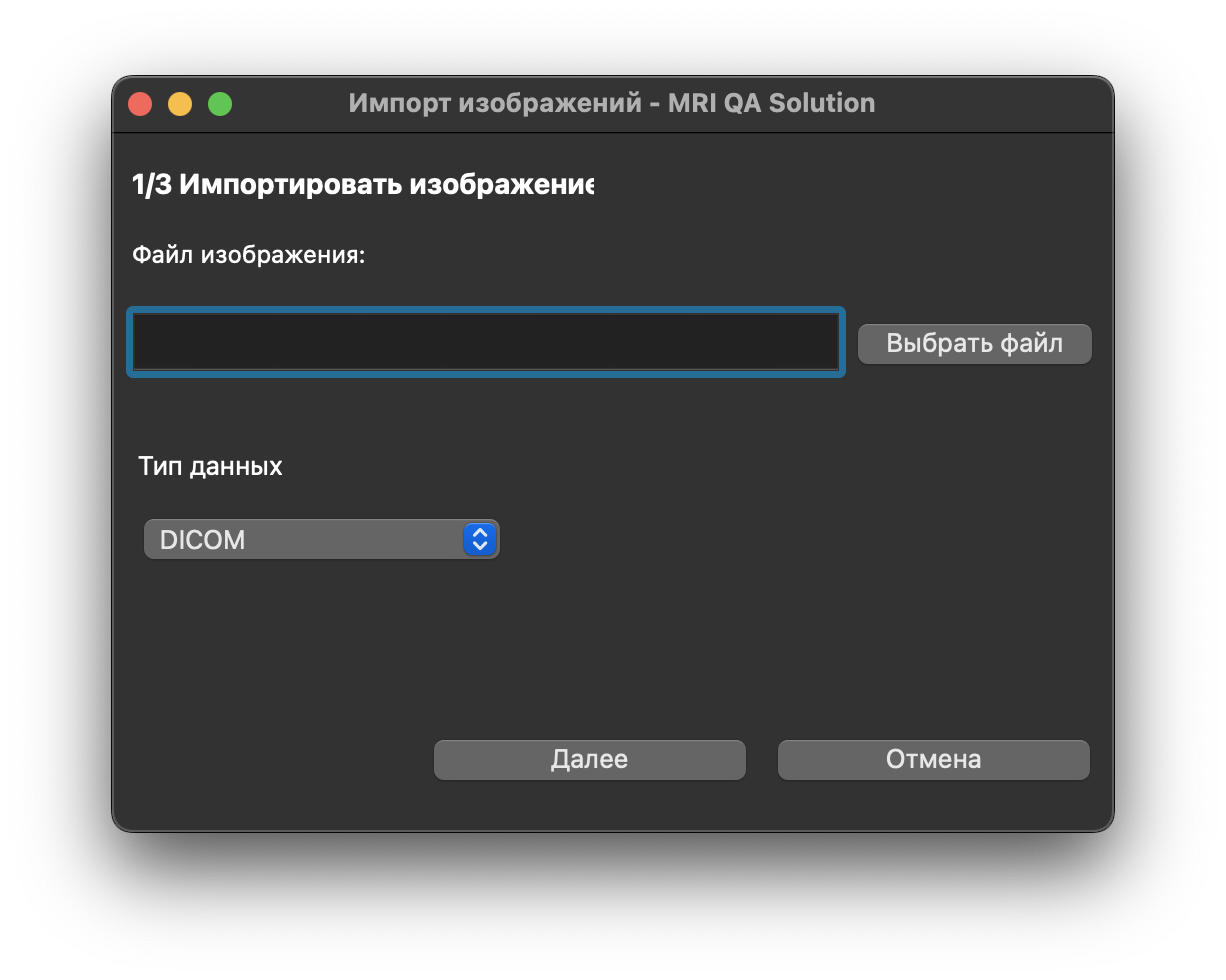 Импорт изображений - MRI QA Solution
1/3 Импортировать изображение
Файл изображения:
Выбрать файл
Тип данных
DICOM
Далее
Отмена